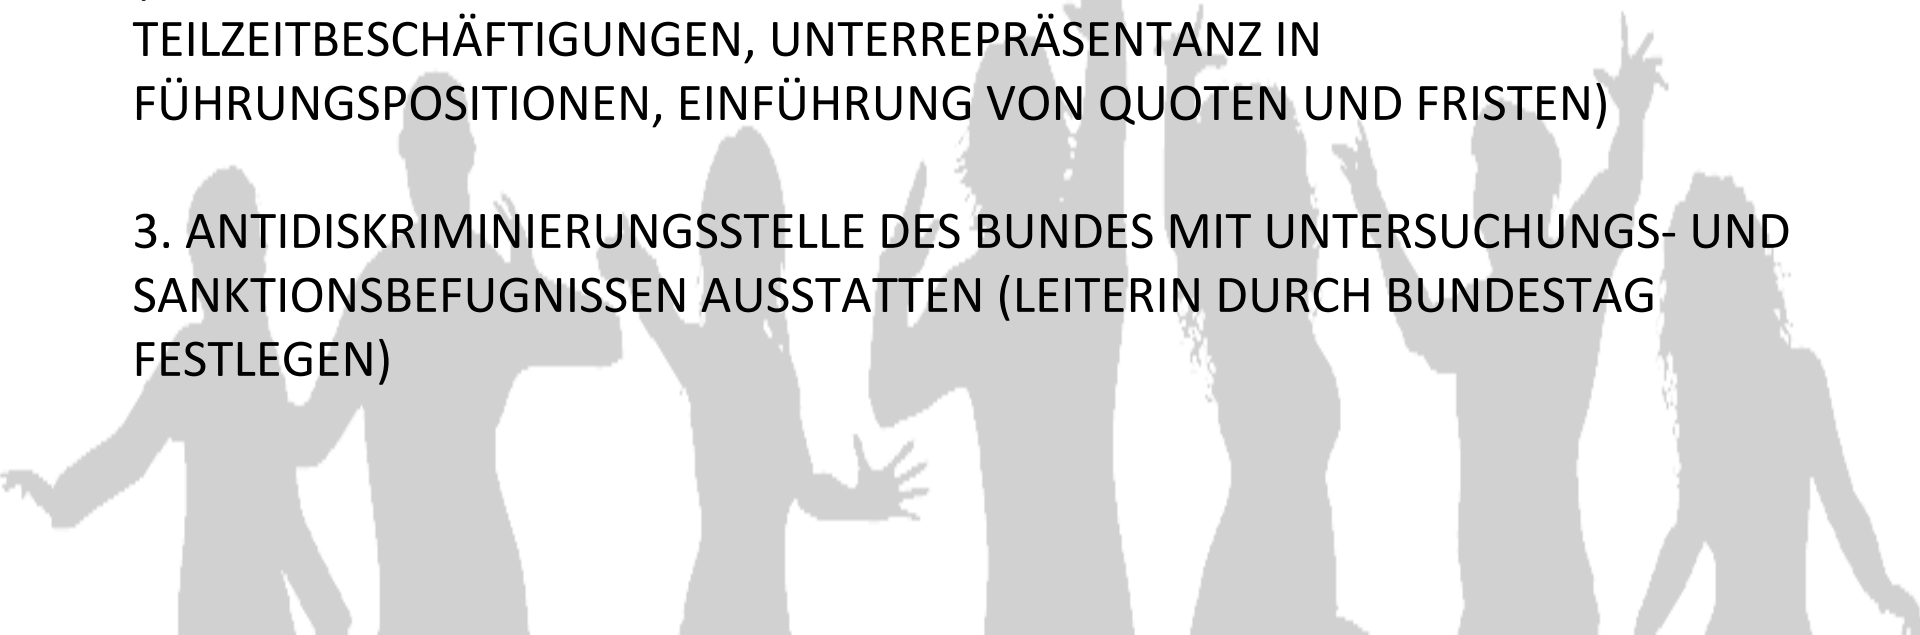 TEILZEITBESCHÄFTIGUNGEN, UNTERREPRÄSENTANZ IN
FÜHRUNGSPOSITIONEN, EINFÜHRUNG VON QUOTEN UND FRISTEN)
3. ANTIDISKRIMINIERUNGSSTELLE DES BUNDES MIT UNTERSUCHUNGS- UND
SANKTIONSBEFUGNISSEN AUSSTATTEN (LEITERIN DURCH BUNDESTAG
FESTLEGEN)